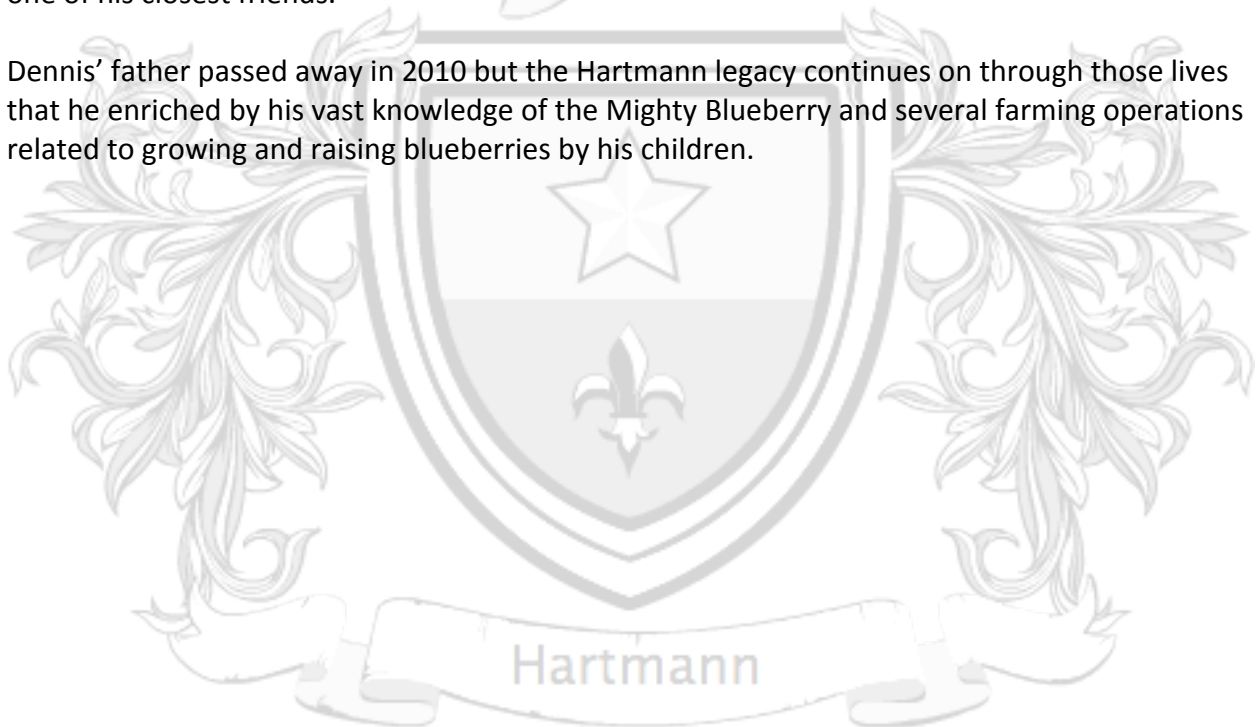 one of his closest friends.
Dennis’ father passed away in 2010 but the Hartmann legacy continues on through those lives
that he enriched by his vast knowledge of the Mighty Blueberry and several farming operations
related to growing and raising blueberries by his children.
Hartmann